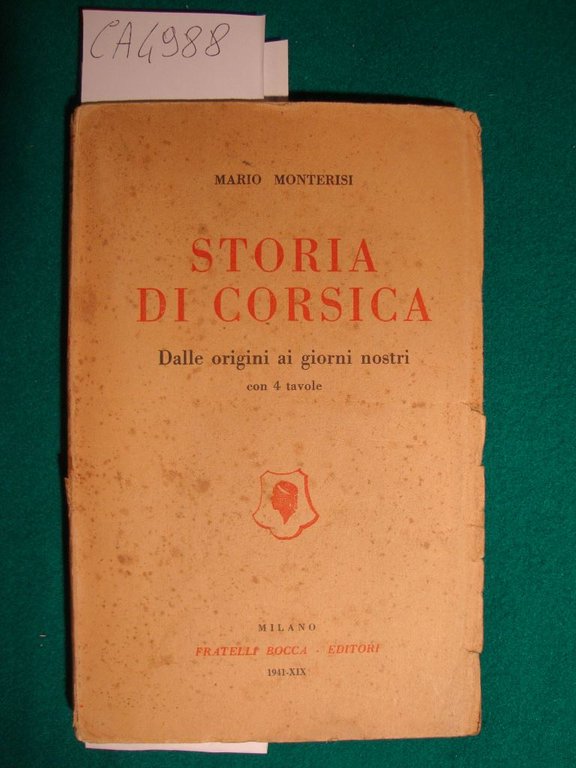 CA4988
MARIO MONTERISI
STORIA
DI CORSICA
Dalle origini ai giorni nostri
con 4 tavole
MILANO
FRATELLI BOCCA - EDITORI
1941-XIX